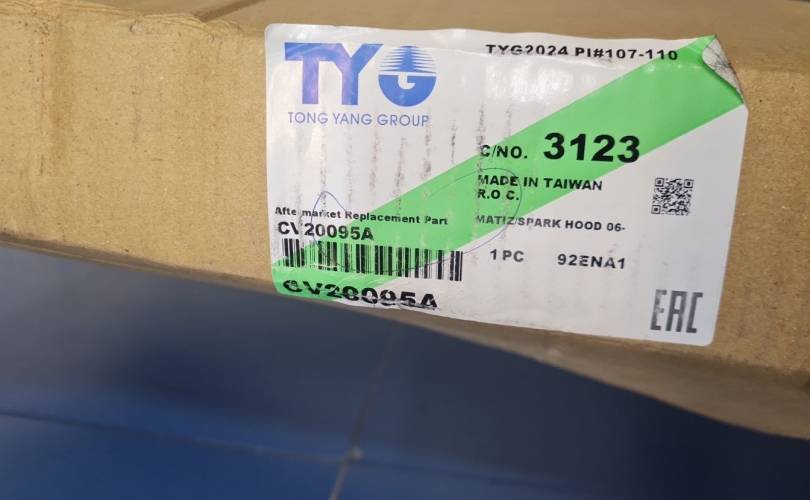 TYG
TYG2024 PI#107-110
TONG YANG GROUP
C/NO. 3123
MADE IN TAIWAN
R.O.C.
Aftermarket Replacement Part
MATIZ/SPARK HOOD 06-
CV20095A
1 PC 92ENA1
CV20095A
EAC